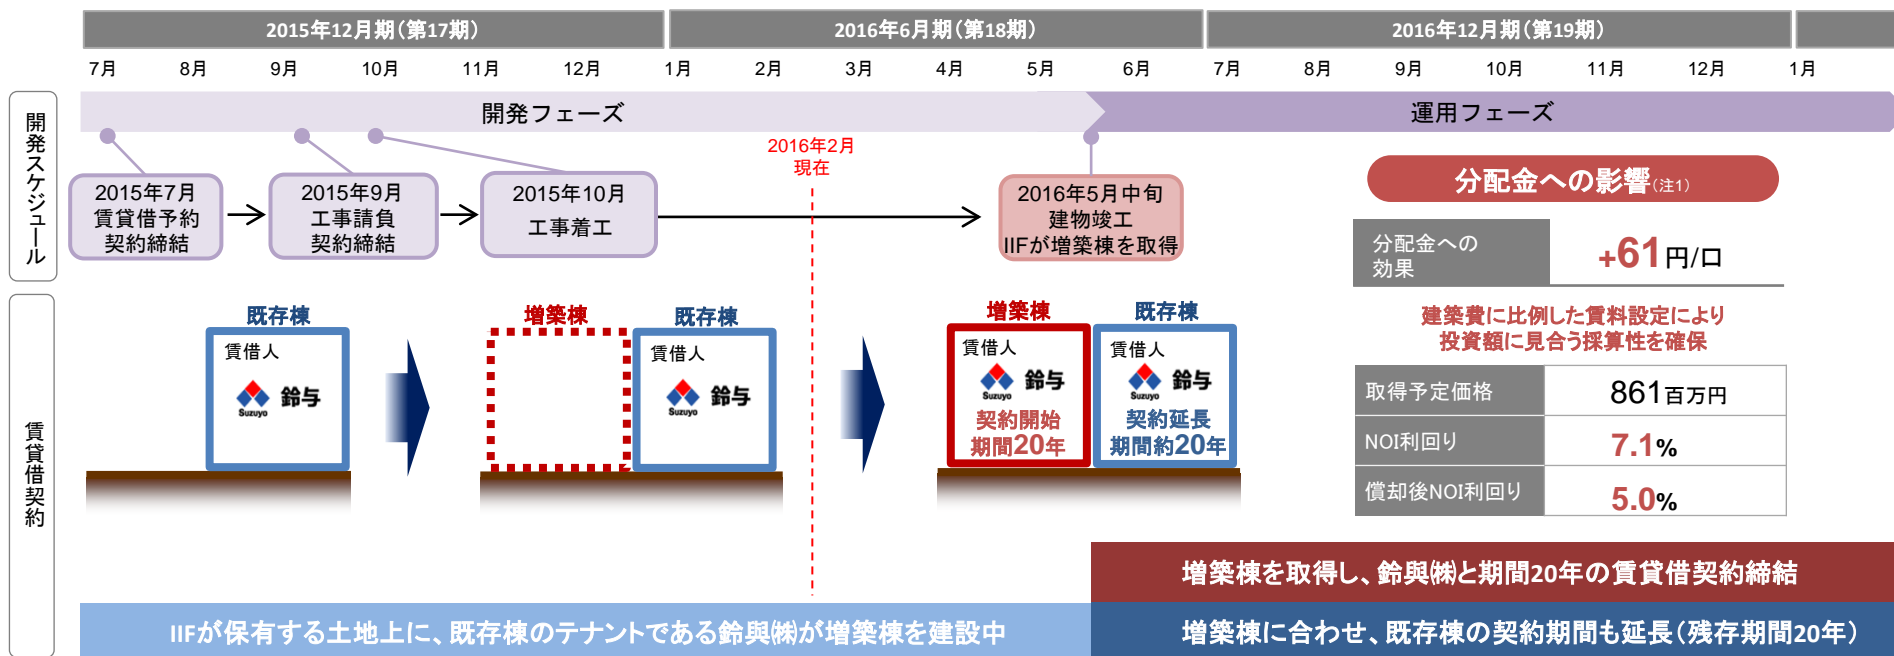 2015年12月期（第17期）
2016年6月期（第18期）
2016年12月期（第19期）
7月 8月 9月 10月 11月 12月 1月 2月 3月 4月 5月 6月 7月 8月 9月 10月 11月 12月 1月
開発スケジュール
開発フェーズ
運用フェーズ
2016年2月
現在
2015年7月
賃貸借予約
契約締結
2015年9月
工事請負
契約締結
2015年10月
工事着工
2016年5月中旬
建物竣工
IIFが増築棟を取得
分配金への影響(注1)
分配金への
効果
+61円/口
建築費に比例した賃料設定により
投資額に見合う採算性を確保
取得予定価格
861百万円
NOI利回り
7.1%
償却後NOI利回り
5.0%
賃貸借契約
既存棟
賃借人
Suzuyo
鈴与
増築棟
既存棟
賃借人
Suzuyo
鈴与
増築棟
賃借人
Suzuyo
鈴与
契約開始
期間20年
既存棟
賃借人
Suzuyo
鈴与
契約延長
期間約20年
増築棟を取得し、鈴與㈱と期間20年の賃貸借契約締結
IIFが保有する土地上に、既存棟のテナントである鈴與㈱が増築棟を建設中
増築棟に合わせ、既存棟の契約期間も延長（残存期間20年）